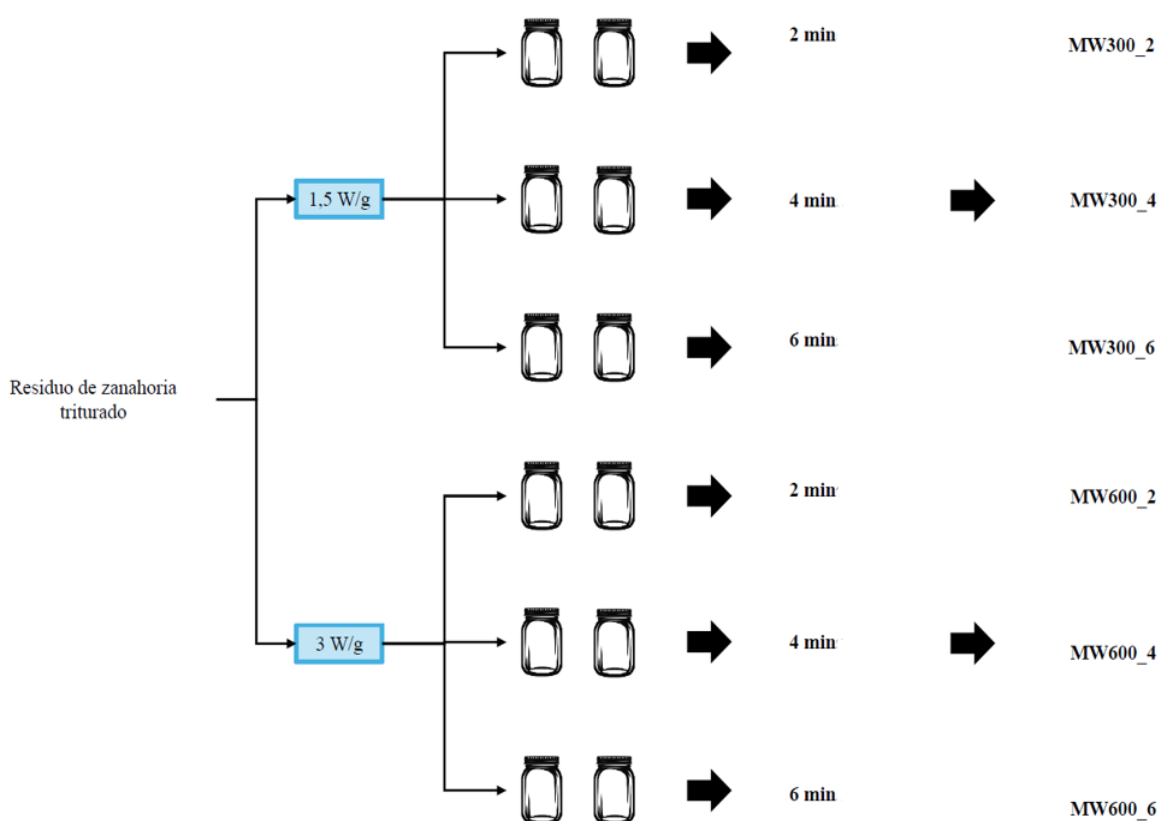 2 min
MW300_2
1,5 W/g
4 min
MW300_4
6 min
MW300_6
Residuo de zanahoria
triturado
2 min
MW600_2
3 W/g
4 min
MW600_4
6 min
MW600_6